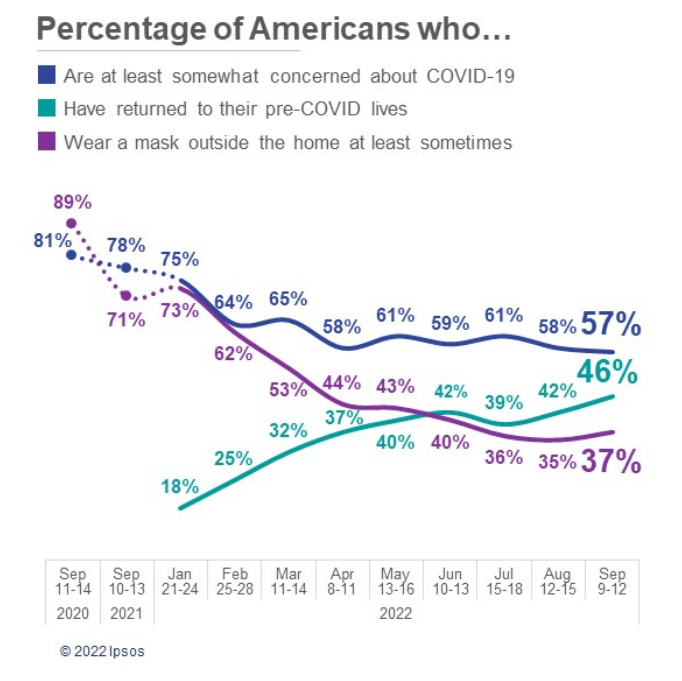 Percentage of Americans who...
Are at least somewhat concerned about COVID-19
Have returned to their pre-COVID lives
Wear a mask outside the home at least sometimes
89%
81% 78% 75% 64% 65% 58% 61% 59% 61% 58% 57%
71% 73% 62% 53% 44% 43% 40% 36% 35% 37%
18% 25% 32% 37% 40% 42% 39% 42% 46%
Sep Sep Jan Feb Mar Apr May Jun Jul Aug Sep
11-14 10-13 21-24 25-28 11-14 8-11 13-16 10-13 15-18 12-15 9-12
2020 2021 2022
© 2022 Ipsos